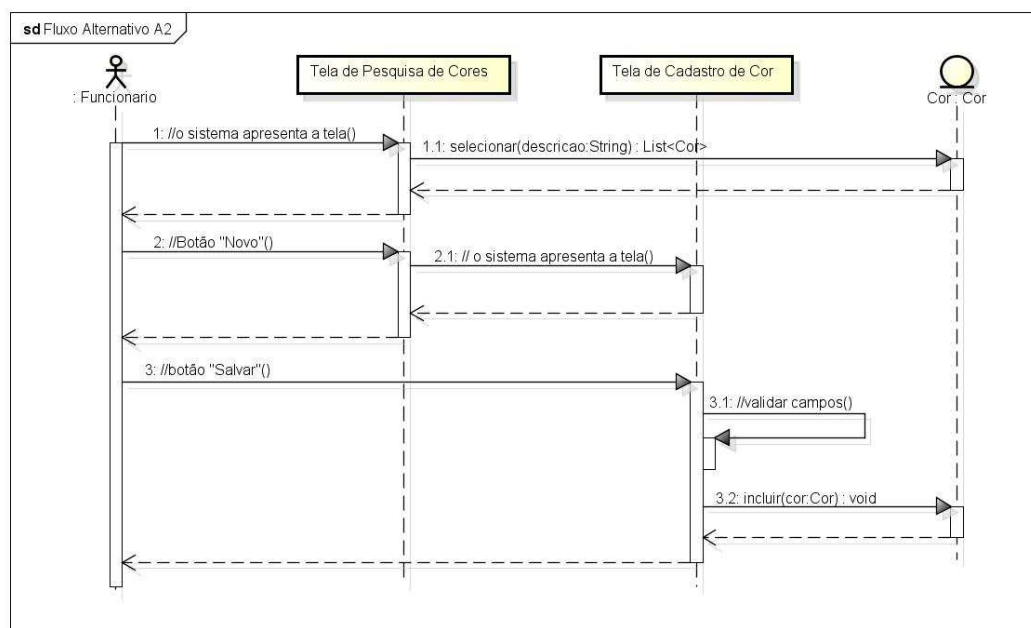 sd Fluxo Alternativo A2
: Funcionario
Tela de Pesquisa de Cores
Tela de Cadastro de Cor
Cor : Cor
1: //o sistema apresenta a tela()
1.1: selecionar(descricao:String) : List<Cor>
2: //Botão "Novo"()
2.1: // o sistema apresenta a tela()
3: //botão "Salvar"()
3.1: //validar campos()
3.2: incluir(cor:Cor) : void